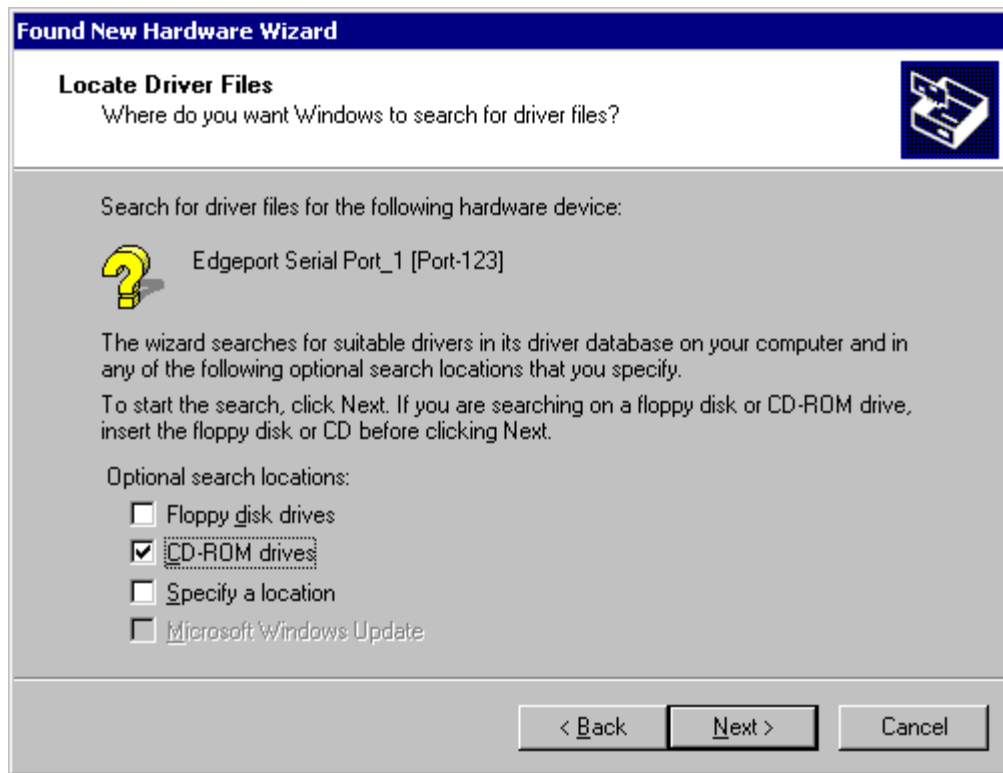 Found New Hardware Wizard
Locate Driver Files
Where do you want Windows to search for driver files?
Search for driver files for the following hardware device:
Edgeport Serial Port_1 [Port-123]
The wizard searches for suitable drivers in its driver database on your computer and in
any of the following optional search locations that you specify.
To start the search, click Next. If you are searching on a floppy disk or CD-ROM drive,
insert the floppy disk or CD before clicking Next.
Optional search locations:
Floppy disk drives
CD-ROM drives
Specify a location
Microsoft Windows Update
< Back Next > Cancel